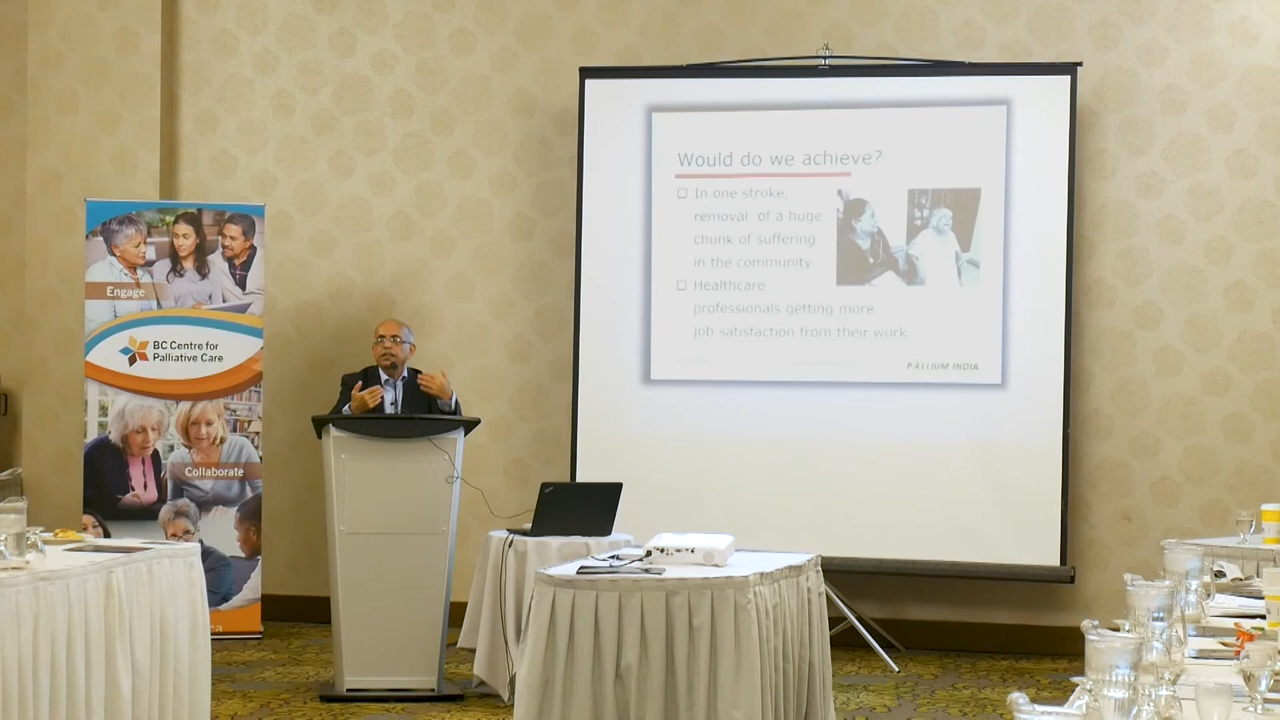 Engage
BC Centre for
Palliative Care
Collaborate
Would do we achieve?
In one stroke,
removal of a huge
chunk of suffering
in the community
Healthcare
professionals getting more
job satisfaction from their work
PALLIUM INDIA